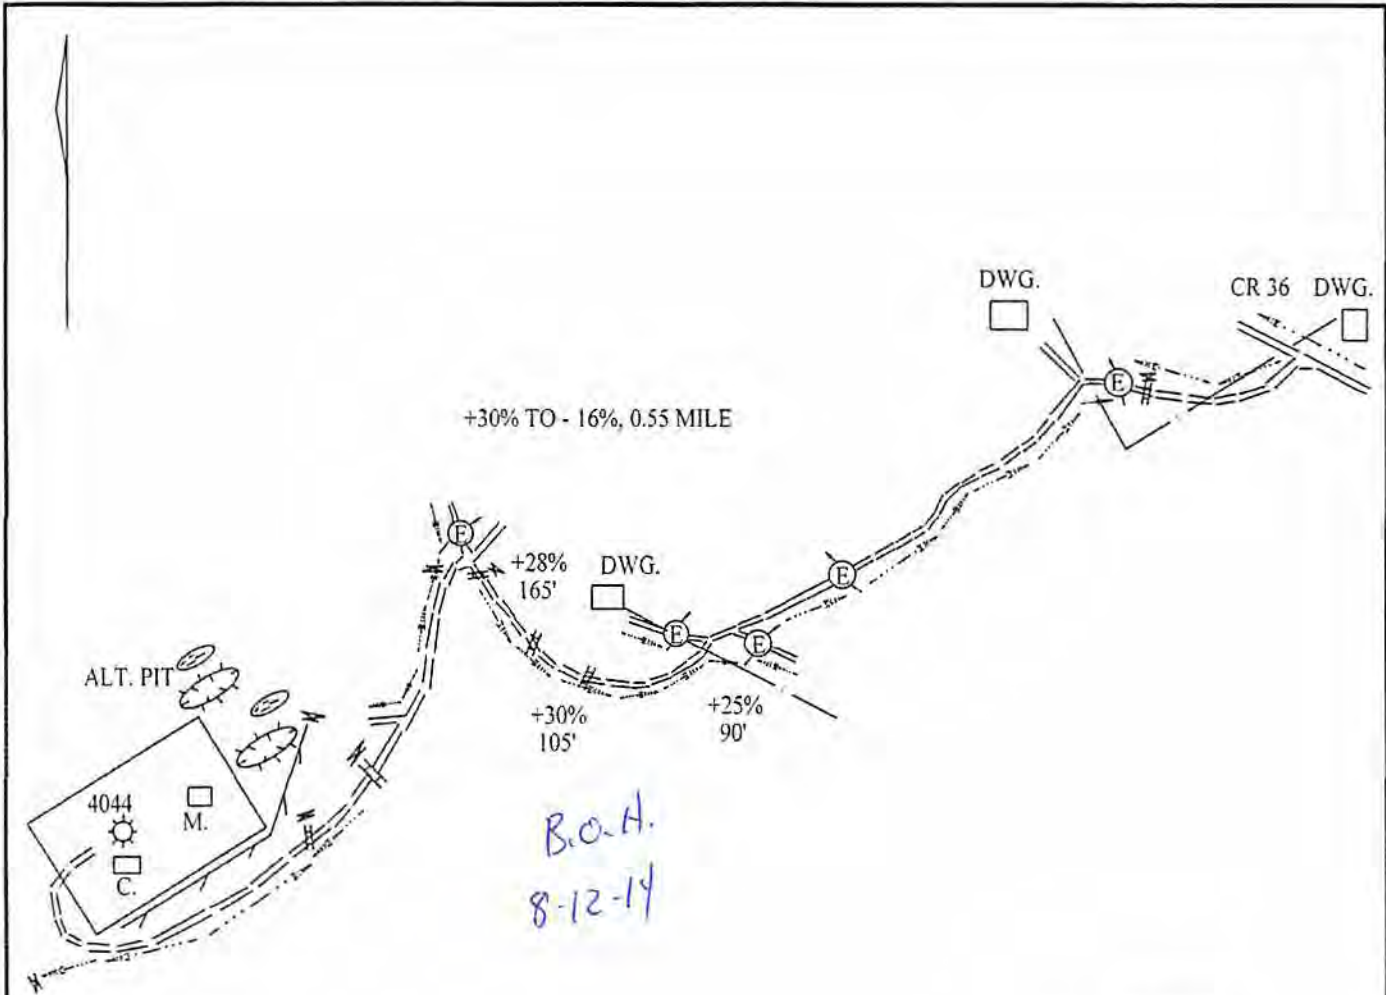 DWG.
CR 36 DWG.
E
+30% TO - 16%, 0.55 MILE
E
+28%
165'
DWG.
E
E
E
ALT. PIT
+30%
105'
+25%
90'
4044
M.
C.
B.O.H.
8-12-14